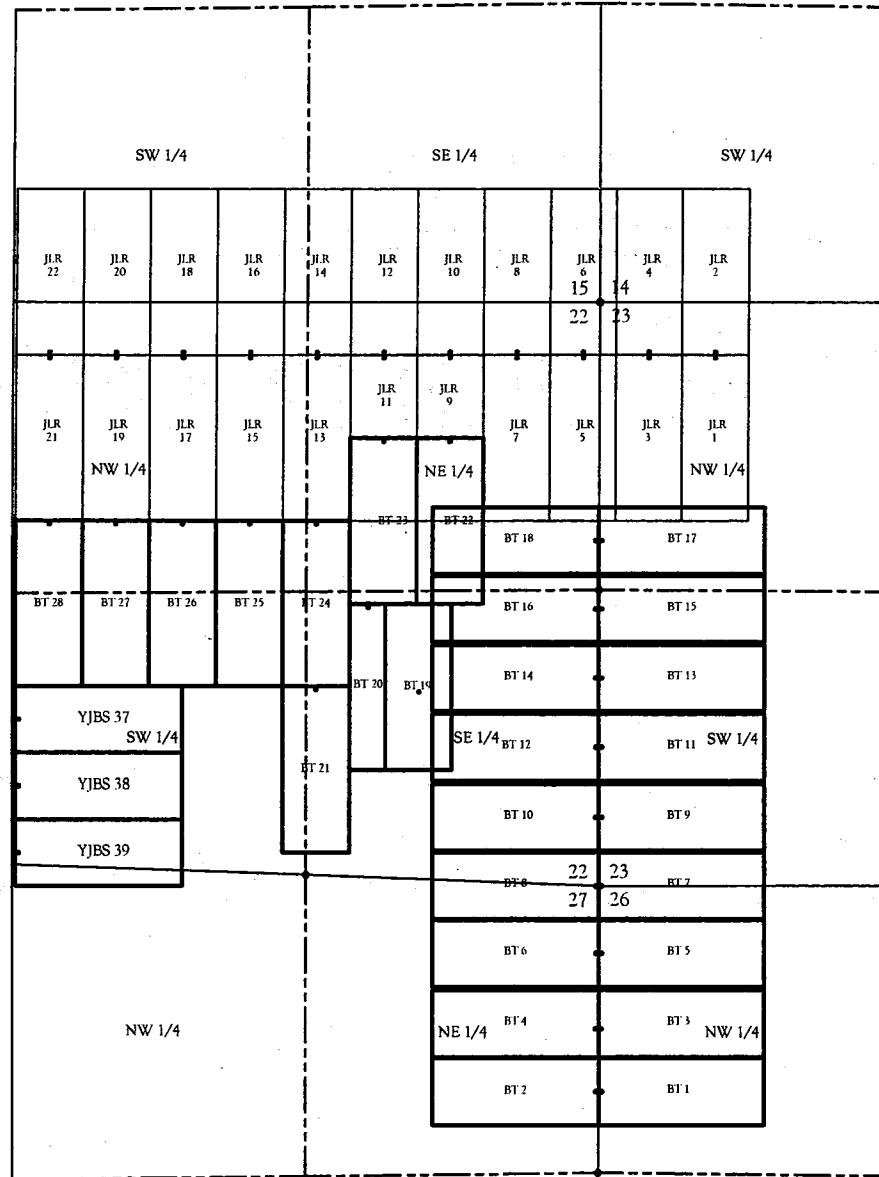 SW 1/4 SE 1/4 SW 1/4
JLR JLR JLR JLR JLR JLR JLR JLR JLR JLR JLR
22 20 18 16 14 12 10 8 6 4 2
15 14
22 23
JLR JLR
11 9
JLR JLR JLR JLR JLR JLR JLR JLR JLR
21 19 17 15 13 7 5 3 1
NW 1/4 NE 1/4 NW 1/4
BT 23 BT 22
BT 18 BT 17
BT 28 BT 27 BT 26 BT 25 BT 24
BT 16 BT 15
BT 20 BT 19
BT 14 BT 13
YJBS 37
SW 1/4 SE 1/4 BT 12 BT 11 SW 1/4
BT 21
YJBS 38
BT 10 BT 9
YJBS 39
22 23
BT 8 BT 7
27 26
BT 6 BT 5
BT 4 BT 3
NW 1/4 NE 1/4 NW 1/4
BT 2 BT 1